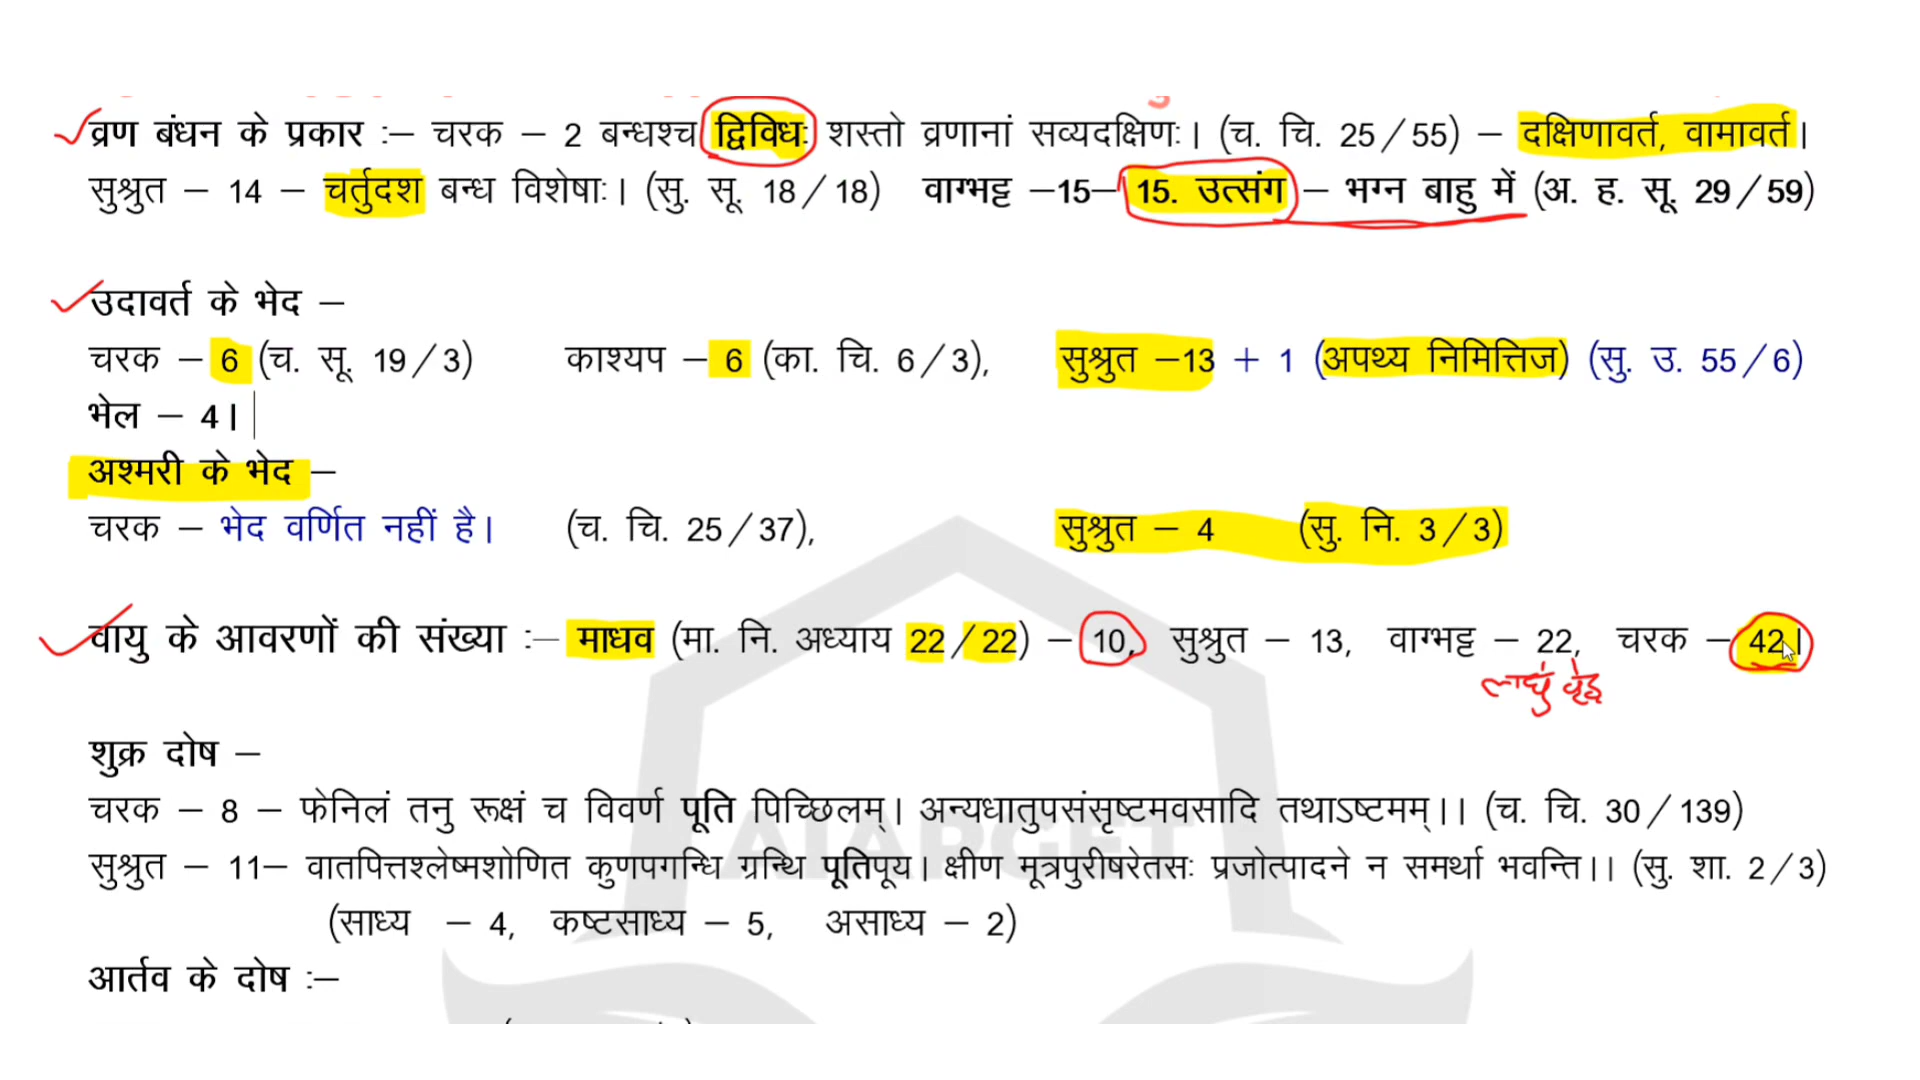 व्रण बंधन के प्रकार :– चरक – 2 बन्धश्च द्विविधः शस्तो व्रणानां सव्यदक्षिणः। (च. चि. 25/55) – दक्षिणावर्त, वामावर्त।
सुश्रुत – 14 – चर्तुदश बन्ध विशेषाः। (सु. सू. 18/18) वाग्भट्ट –15– 15. उत्संग – भग्न बाहु में (अ. ह. सू. 29/59)
उदावर्त के भेद –
चरक – 6 (च. सू. 19/3) काश्यप – 6 (का. चि. 6/3), सुश्रुत –13 + 1 (अपथ्य निमित्तिज) (सु. उ. 55/6)
भेल – 4।
अश्मरी के भेद –
चरक – भेद वर्णित नहीं है। (च. चि. 25/37), सुश्रुत – 4 (सु. नि. 3/3)
वायु के आवरणों की संख्या :– माधव (मा. नि. अध्याय 22/22) – 10, सुश्रुत – 13, वाग्भट्ट – 22, चरक – 42।
शुक्र दोष –
चरक – 8 – फेनिलं तनु रूक्षं च विवर्ण पूति पिच्छिलम्। अन्यधातुपसंसृष्टमवसादि तथाऽष्टमम्।। (च. चि. 30/139)
AIAPGET
सुश्रुत – 11– वातपित्तश्लेष्मशोणित कुणपगन्धि ग्रन्थि पूतिपूय। क्षीण मूत्रपुरीषरेतसः प्रजोत्पादने न समर्था भवन्ति।। (सु. शा. 2/3)
(साध्य – 4, कष्टसाध्य – 5, असाध्य – 2)
आर्तव के दोष :–